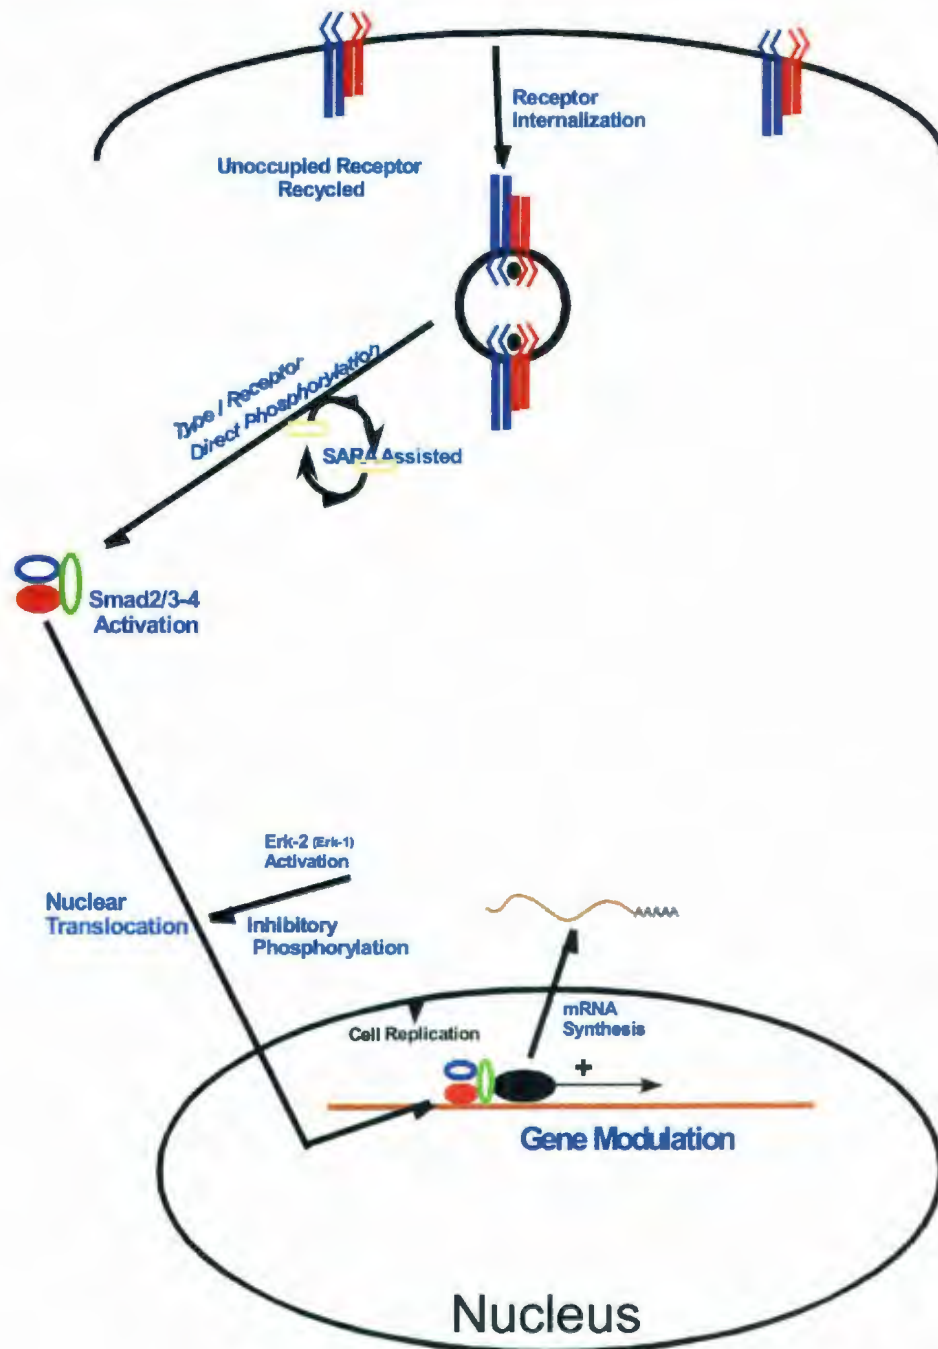 Receptor
Internalization
Unoccupied Receptor
Recycled
Type I Receptor
Direct Phosphorylation
SARA Assisted
Smad2/3-4
Activation
Erk-2 (Erk-1)
Activation
Nuclear
Translocation
Inhibitory
Phosphorylation
AAAAA
mRNA
Synthesis
Cell Replication
+
Gene Modulation
Nucleus